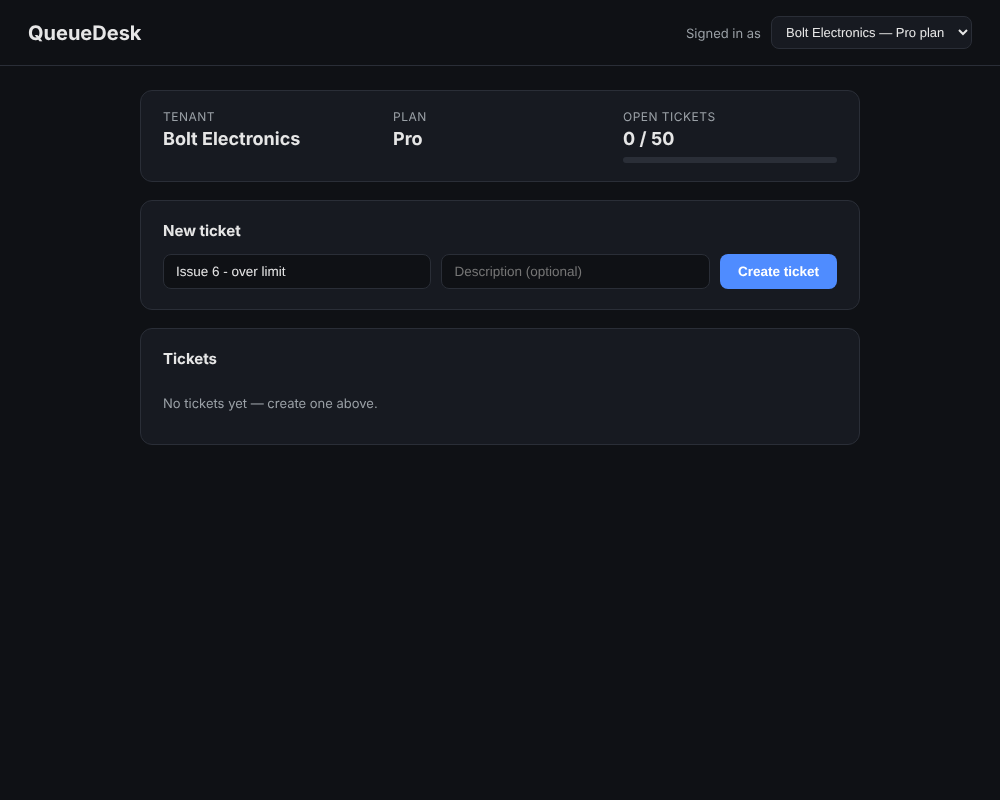 QueueDesk
Signed in as
Bolt Electronics — Pro plan
TENANT
Bolt Electronics
PLAN
Pro
OPEN TICKETS
0 / 50
New ticket
Issue 6 - over limit
Description (optional)
Create ticket
Tickets
No tickets yet — create one above.